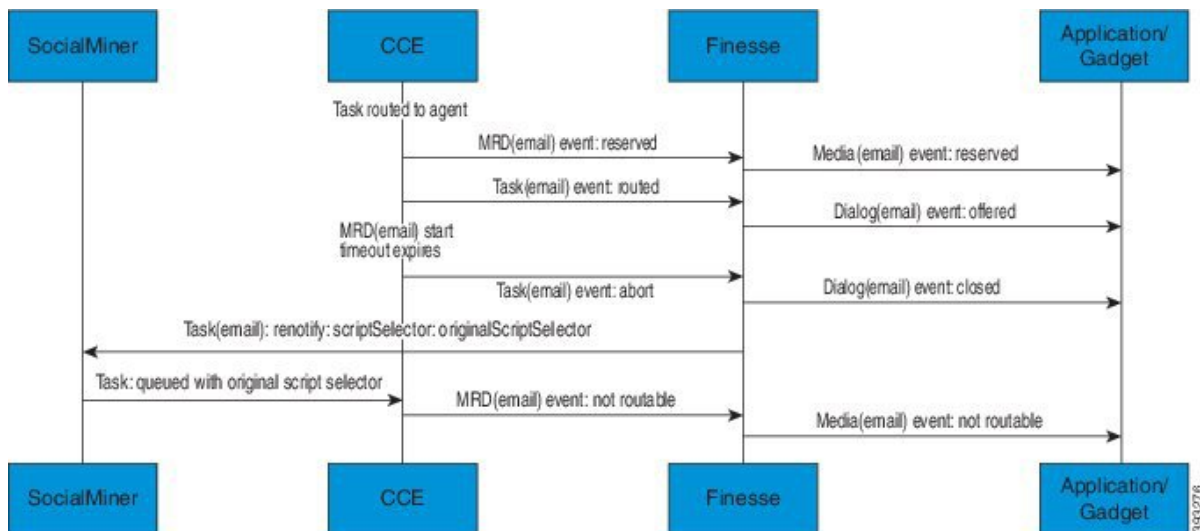 SocialMiner
CCE
Finesse
Application/
Gadget
Task routed to agent
MRD(email) event: reserved
Media(email) event: reserved
Task(email) event: routed
Dialog(email) event: offered
MRD(email) start
timeout expires
Task(email) event: abort
Dialog(email) event: closed
Task(email): renotify: scriptSelector: originalScriptSelector
Task: queued with original script selector
MRD(email) event: not routable
Media(email) event: not routable
SocialMiner
CCE
Finesse
Application/
Gadget